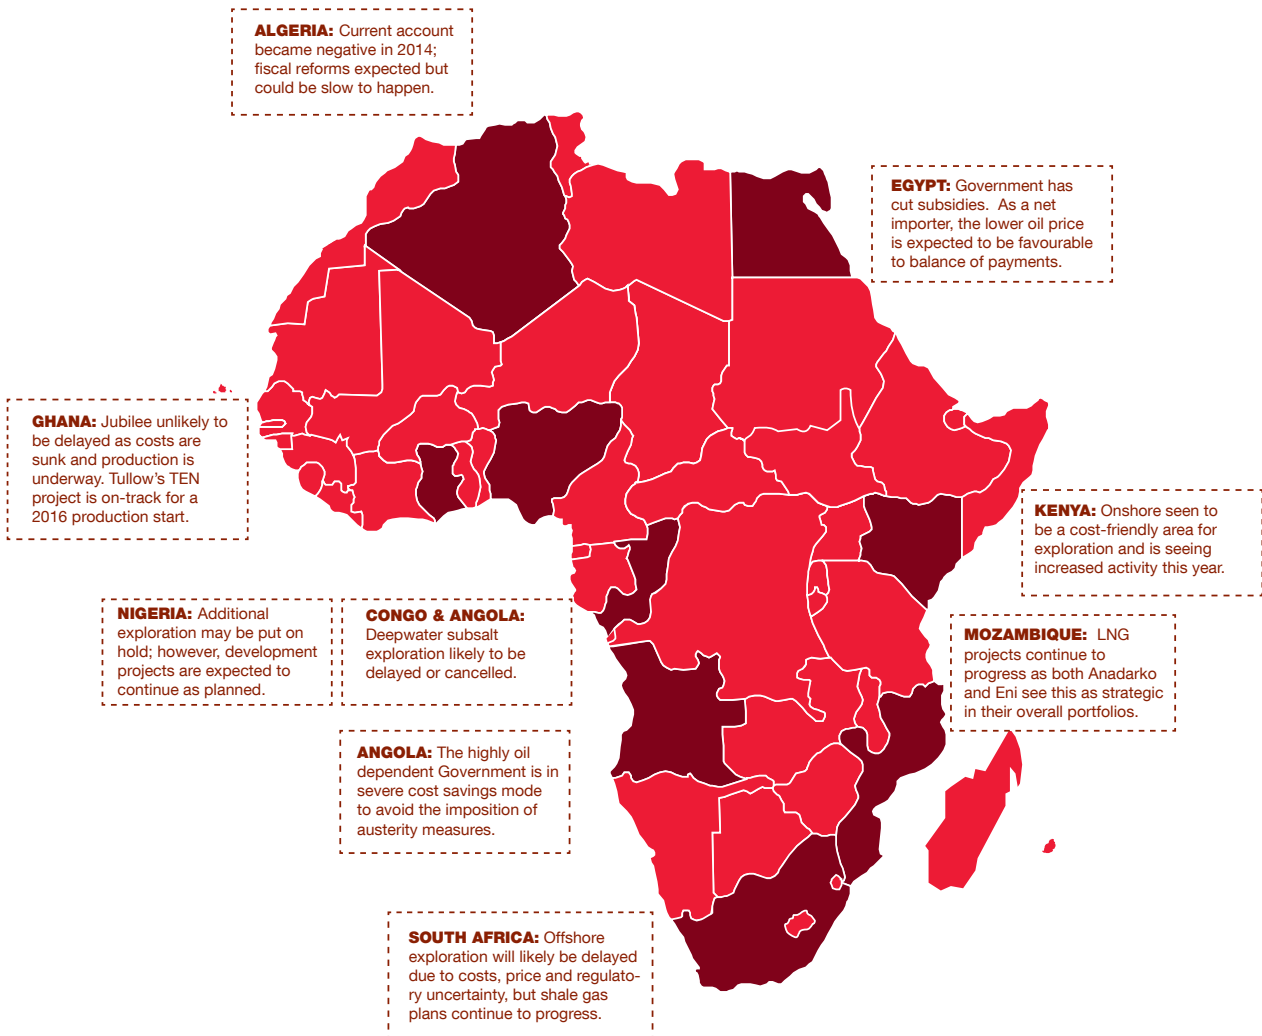 ALGERIA: Current account
became negative in 2014;
fiscal reforms expected but
could be slow to happen.
EGYPT: Government has
cut subsidies. As a net
importer, the lower oil price
is expected to be favourable
to balance of payments.
GHANA: Jubilee unlikely to
be delayed as costs are
sunk and production is
underway. Tullow's TEN
project is on-track for a
2016 production start.
KENYA: Onshore seen to
be a cost-friendly area for
exploration and is seeing
increased activity this year.
NIGERIA: Additional
exploration may be put on
hold; however, development
projects are expected to
continue as planned.
CONGO & ANGOLA:
Deepwater subsalt
exploration likely to be
delayed or cancelled.
MOZAMBIQUE: LNG
projects continue to
progress as both Anadarko
and Eni see this as strategic
in their overall portfolios.
ANGOLA: The highly oil
dependent Government is in
severe cost savings mode
to avoid the imposition of
austerity measures.
SOUTH AFRICA: Offshore
exploration will likely be delayed
due to costs, price and regulato-
ry uncertainty, but shale gas
plans continue to progress.